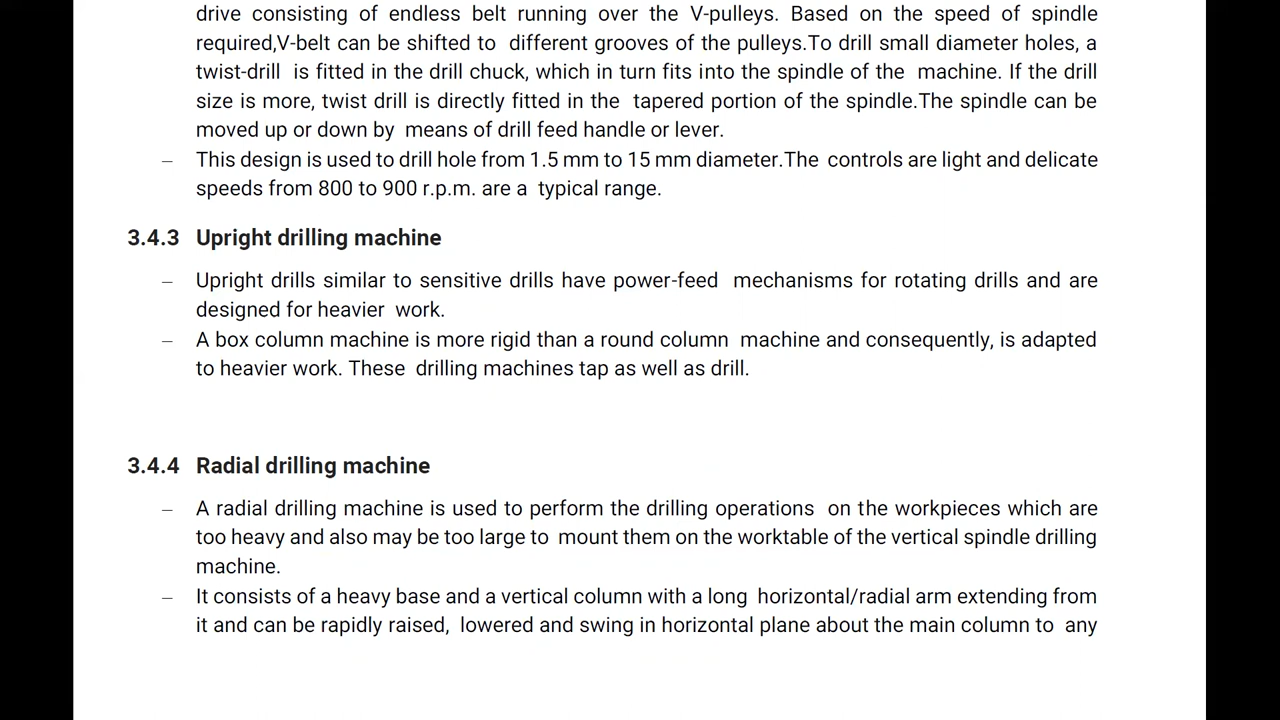 drive consisting of endless belt running over the V-pulleys. Based on the speed of spindle
required,V-belt can be shifted to different grooves of the pulleys.To drill small diameter holes, a
twist-drill is fitted in the drill chuck, which in turn fits into the spindle of the machine. If the drill
size is more, twist drill is directly fitted in the tapered portion of the spindle.The spindle can be
moved up or down by means of drill feed handle or lever.
– This design is used to drill hole from 1.5 mm to 15 mm diameter.The controls are light and delicate
speeds from 800 to 900 r.p.m. are a typical range.
3.4.3 Upright drilling machine
– Upright drills similar to sensitive drills have power-feed mechanisms for rotating drills and are
designed for heavier work.
– A box column machine is more rigid than a round column machine and consequently, is adapted
to heavier work. These drilling machines tap as well as drill.
3.4.4 Radial drilling machine
– A radial drilling machine is used to perform the drilling operations on the workpieces which are
too heavy and also may be too large to mount them on the worktable of the vertical spindle drilling
machine.
– It consists of a heavy base and a vertical column with a long horizontal/radial arm extending from
it and can be rapidly raised, lowered and swing in horizontal plane about the main column to any